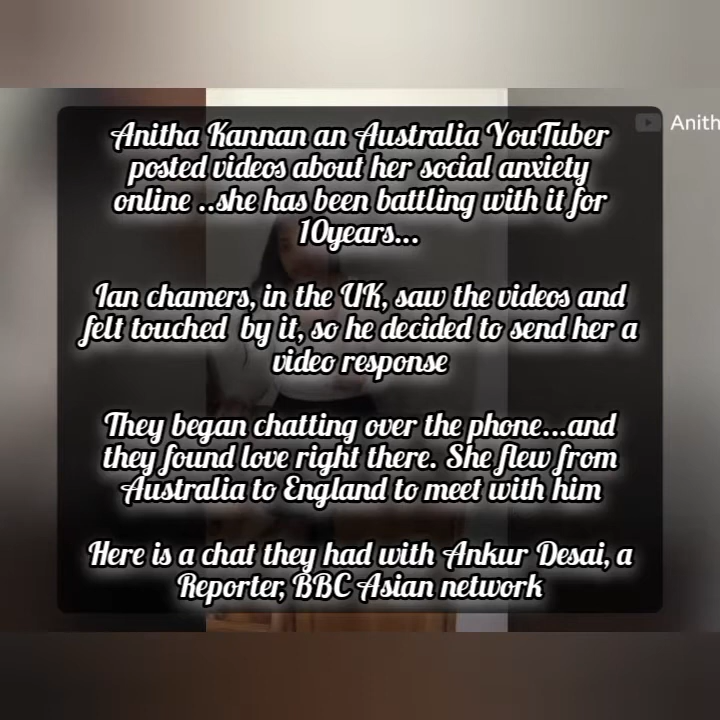 Anitha Kannan an Australia YouTuber
posted videos about her social anxiety
online ..she has been battling with it for
10years...
Ian chamers, in the UK, saw the videos and
felt touched by it, so he decided to send her a
video response
They began chatting over the phone...and
they found love right there. She flew from
Australia to England to meet with him
Here is a chat they had with Ankur Desai, a
Reporter, BBC Asian network
Anith